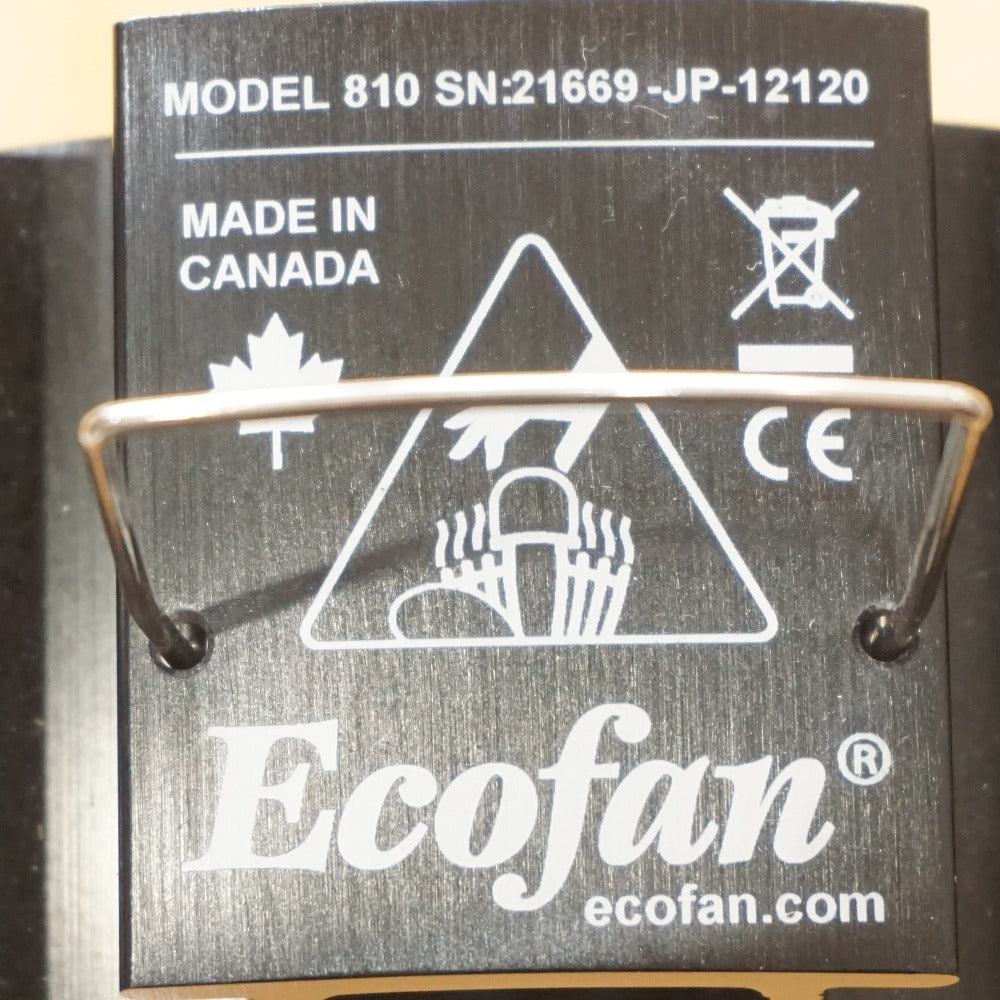 MODEL 810 SN:21669-JP-12120
MADE IN
CANADA
CE
Ecofan®
ecofan.com